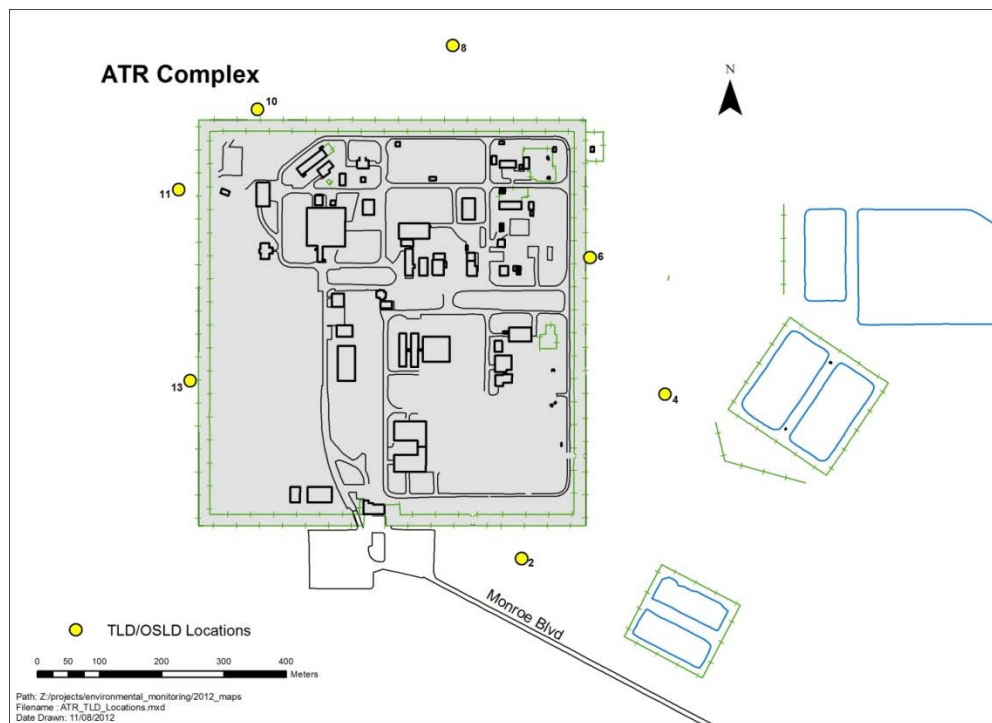 8
ATR Complex
N
10
11
6
13
4
2
Monroe Blvd
TLD/OSLD Locations
0 50 100 200 300 400
Meters
Path: Z:/projects/environmental_monitoring/2012_maps
Filename : ATR_TLD_Locations.mxd
Date Drawn: 11/08/2012